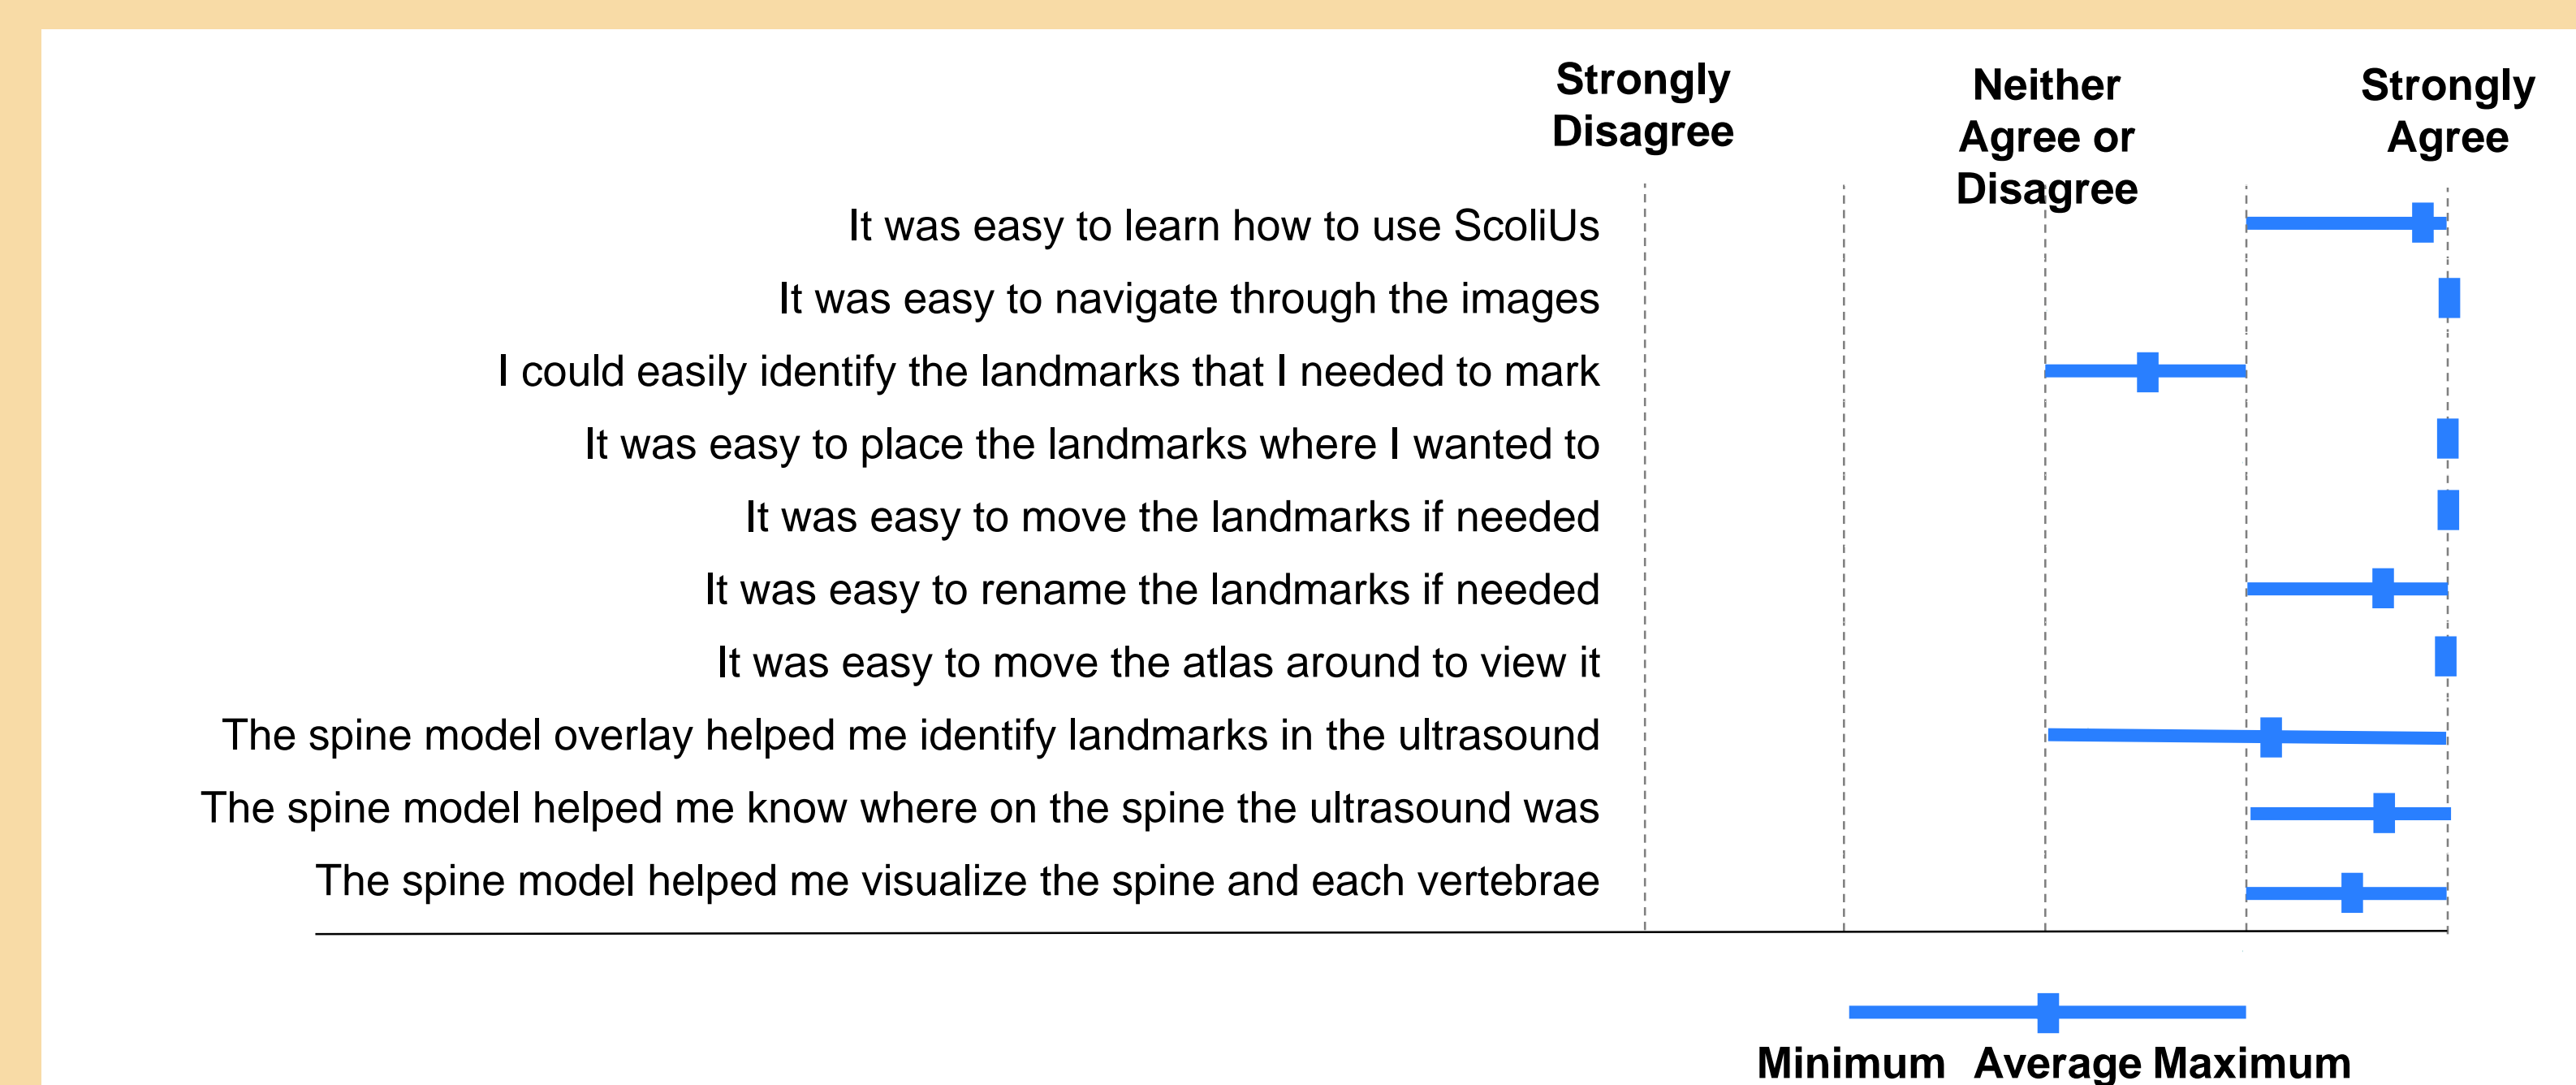 Strongly
Disagree
Neither
Agree or
Disagree
Strongly
Agree
It was easy to learn how to use ScoliUs
It was easy to navigate through the images
I could easily identify the landmarks that I needed to mark
It was easy to place the landmarks where I wanted to
It was easy to move the landmarks if needed
It was easy to rename the landmarks if needed
It was easy to move the atlas around to view it
The spine model overlay helped me identify landmarks in the ultrasound
The spine model helped me know where on the spine the ultrasound was
The spine model helped me visualize the spine and each vertebrae
Minimum Average Maximum